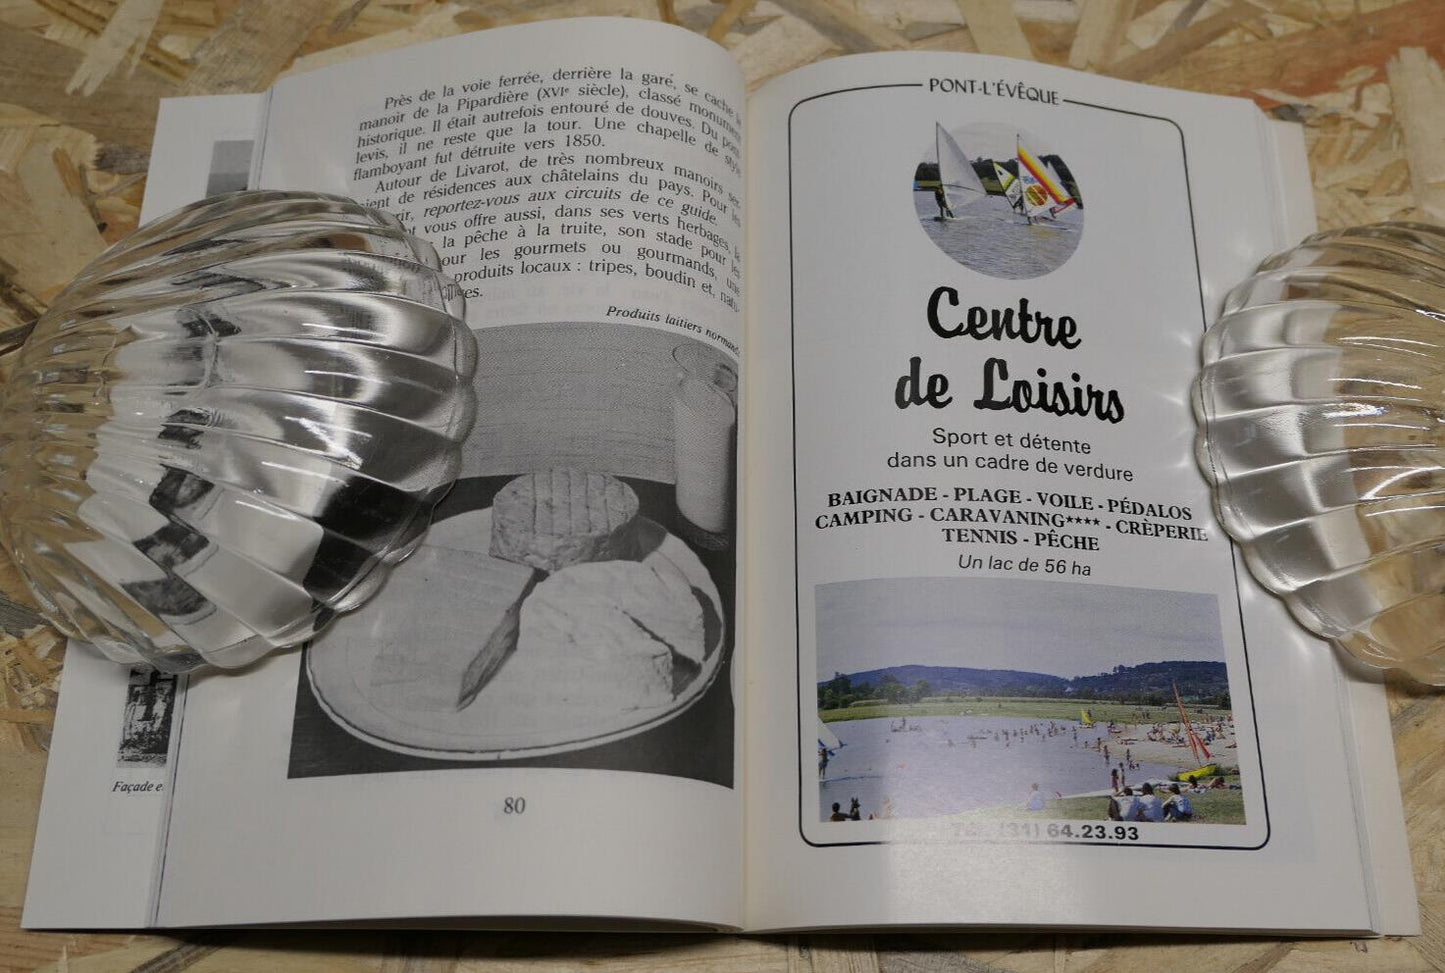 Près de la voie ferrée, derrière la gare, se cache le
manoir de la Pipardière (XVIe siècle), classé monument
historique. Il était autrefois entouré de douves. Du pont-
levis, il ne reste que la tour. Une chapelle de style
flamboyant fut détruite vers 1850.
Autour de Livarot, de très nombreux manoirs ser-
de résidences aux châtelains du pays. Pour les
reportez-vous aux circuits de ce guide.
vous offre aussi, dans ses verts herbages, la
la pêche à la truite, son stade pour les
pour les gourmets ou gourmands, une
produits locaux : tripes, boudin et, natu-
Produits laitiers normands
Façade e
80
PONT-L'ÉVÊQUE
Centre
de Loisirs
Sport et détente
dans un cadre de verdure
BAIGNADE - PLAGE - VOILE - PÉDALOS
CAMPING - CARAVANING**** - CRÈPERIE
TENNIS - PÊCHE
Un lac de 56 ha
Tél. (31) 64.23.93